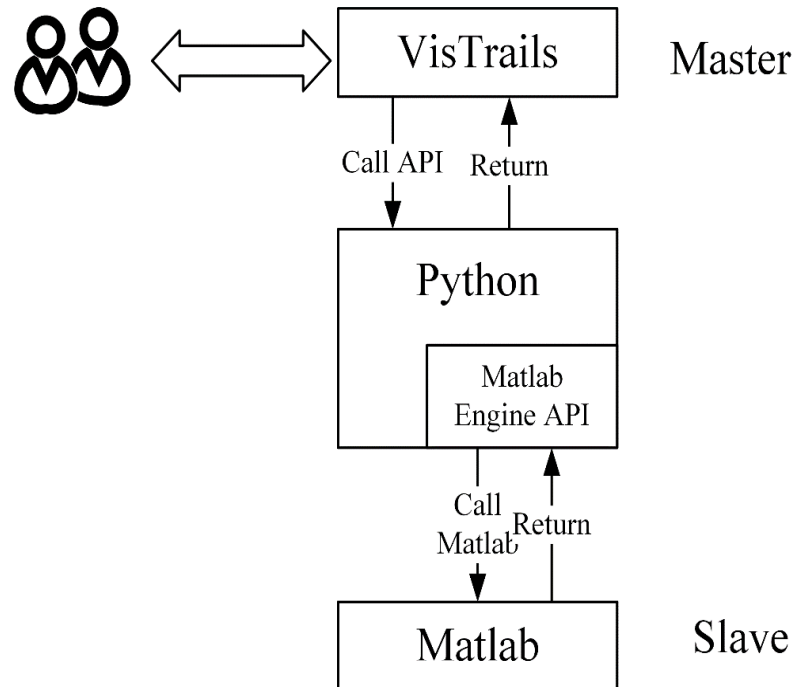 VisTrails
Master
Call API
Return
Python
Matlab
Engine API
Call
Matlab
Return
Matlab
Slave